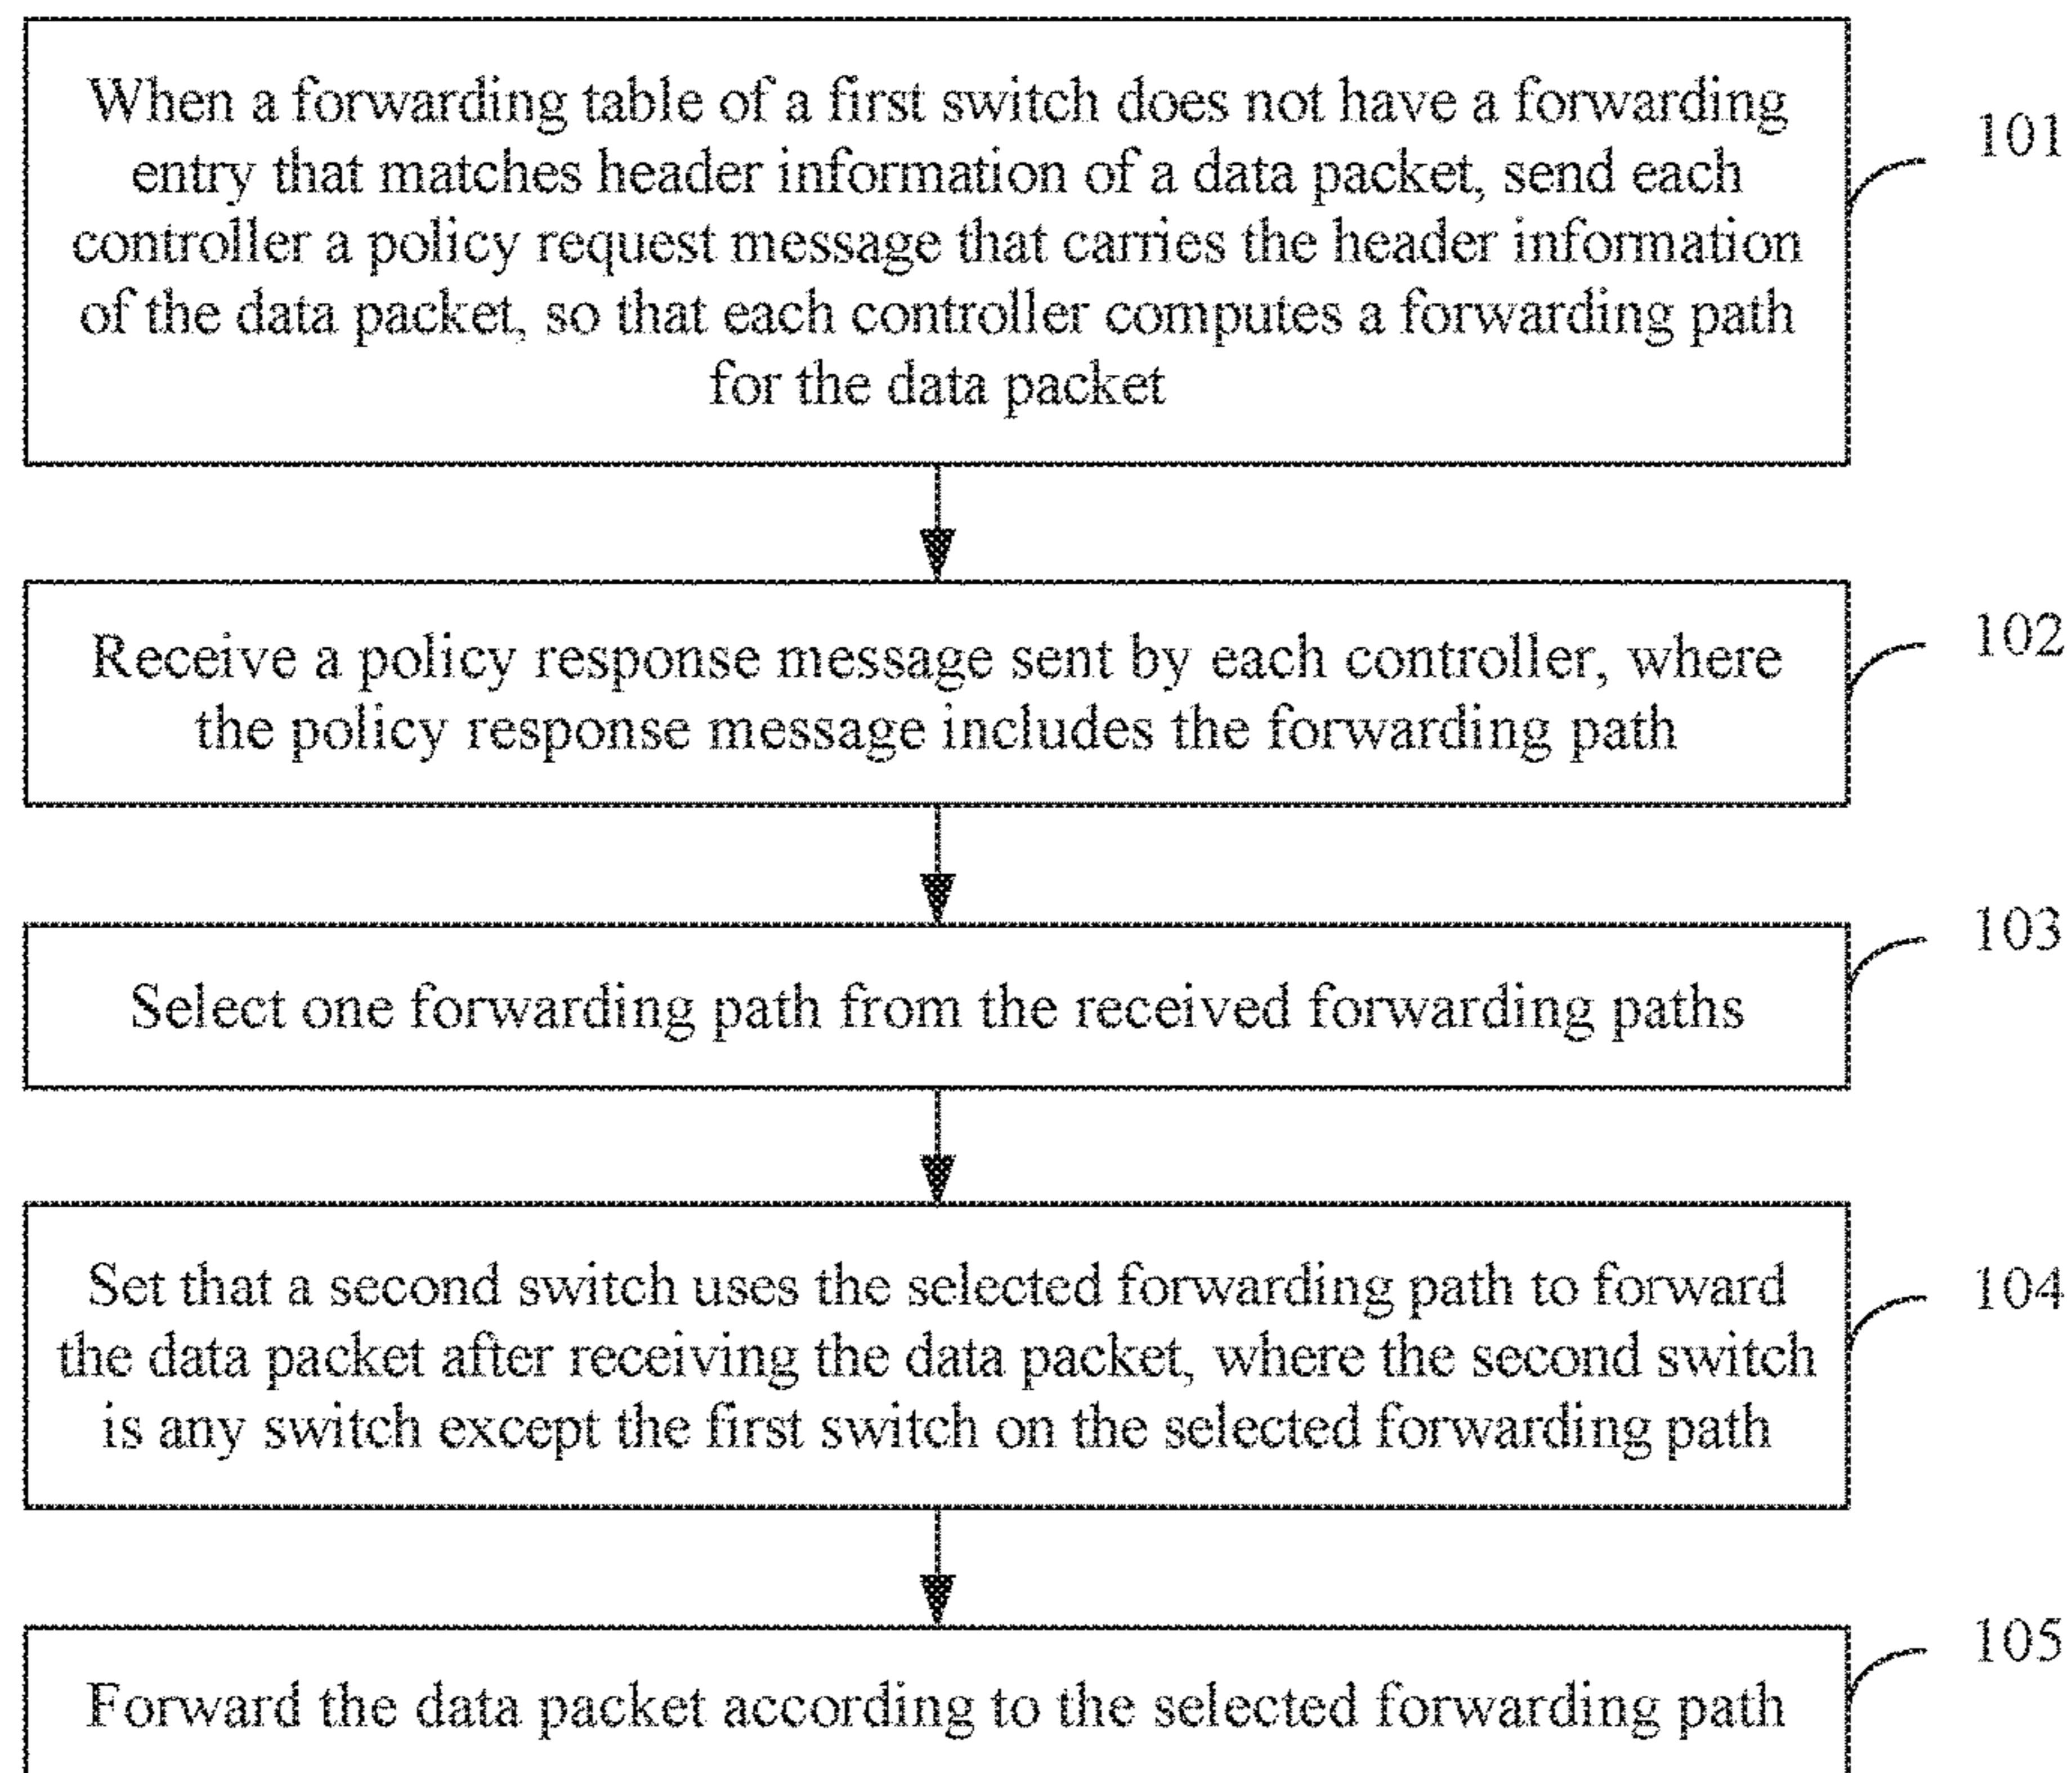 When a forwarding table of a first switch does not have a forwarding
entry that matches header information of a data packet, send each
controller a policy request message that carries the header information
of the data packet, so that each controller computes a forwarding path
for the data packet
101
Receive a policy response message sent by each controller, where
the policy response message includes the forwarding path
102
Select one forwarding path from the received forwarding paths
103
Set that a second switch uses the selected forwarding path to forward
the data packet after receiving the data packet, where the second switch
is any switch except the first switch on the selected forwarding path
104
Forward the data packet according to the selected forwarding path
105